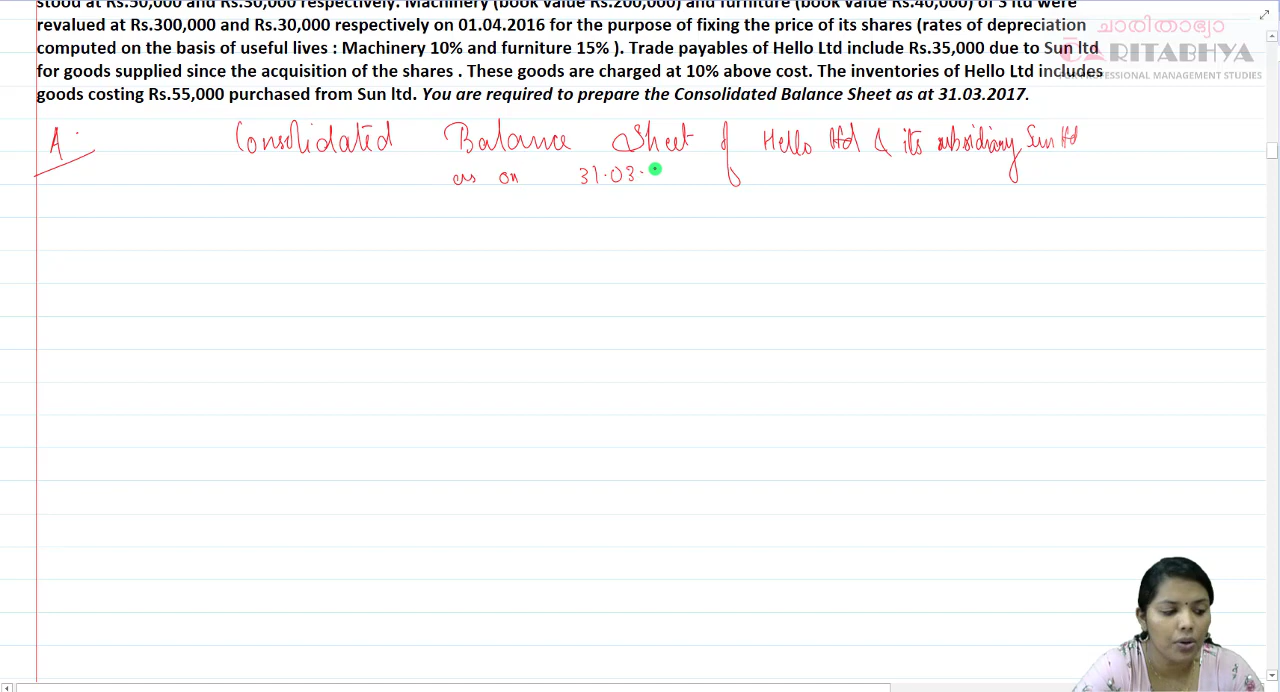 stood at Rs.50,000 and Rs.30,000 respectively. Machinery (book value Rs.200,000) and furniture (book value Rs.40,000) of S ltd were
revalued at Rs.300,000 and Rs.30,000 respectively on 01.04.2016 for the purpose of fixing the price of its shares (rates of depreciation
computed on the basis of useful lives : Machinery 10% and furniture 15% ). Trade payables of Hello Ltd include Rs.35,000 due to Sun ltd
for goods supplied since the acquisition of the shares . These goods are charged at 10% above cost. The inventories of Hello Ltd includes
goods costing Rs.55,000 purchased from Sun ltd. You are required to prepare the Consolidated Balance Sheet as at 31.03.2017.
ചാരിതാഭ്യാ
CARITABHYA
PROFESSIONAL MANAGEMENT STUDIES
A: Consolidated Balance Sheet of Hello ltd & its subsidiary Sun ltd
as on 31.03.